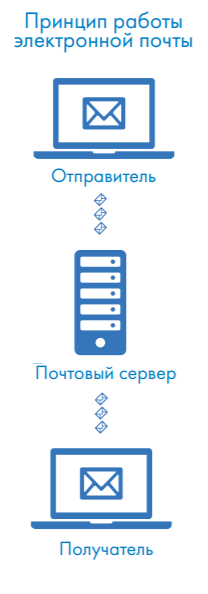 Принцип работы
электронной почты
Отправитель
Почтовый сервер
Получатель